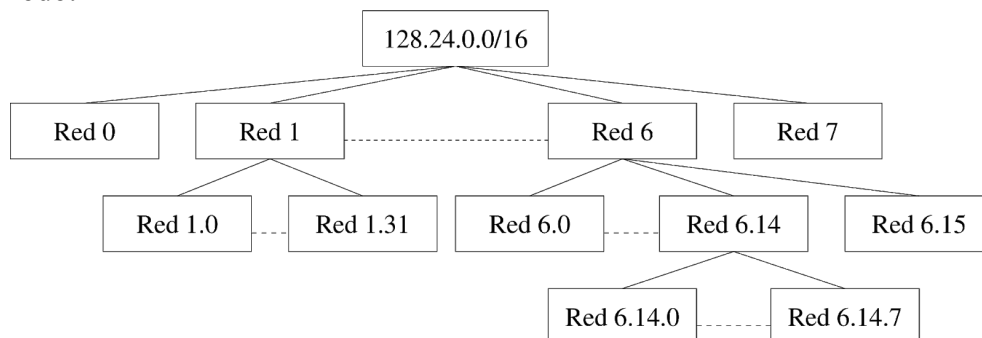 128.24.0.0/16
Red 0
Red 1
Red 6
Red 7
Red 1.0
Red 1.31
Red 6.0
Red 6.14
Red 6.15
Red 6.14.0
Red 6.14.7